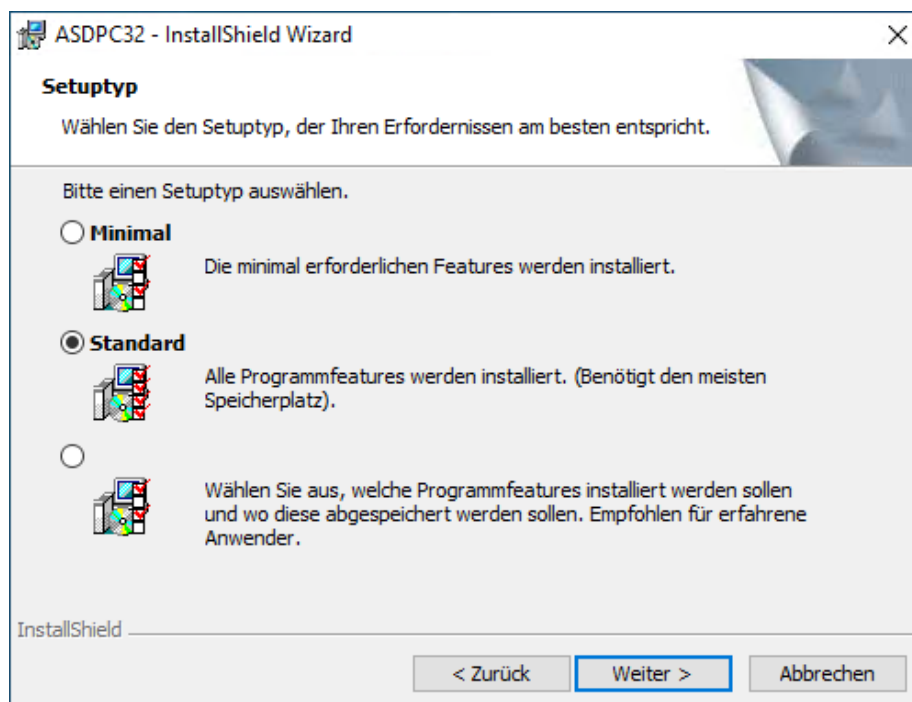 ASDPC32 - InstallShield Wizard
Setuptyp
Wählen Sie den Setuptyp, der Ihren Erfordernissen am besten entspricht.
Bitte einen Setuptyp auswählen.
Minimal
Die minimal erforderlichen Features werden installiert.
Standard
Alle Programmfeatures werden installiert. (Benötigt den meisten
Speicherplatz).
Wählen Sie aus, welche Programmfeatures installiert werden sollen
und wo diese abgespeichert werden sollen. Empfohlen für erfahrene
Anwender.
InstallShield
< Zurück
Weiter >
Abbrechen